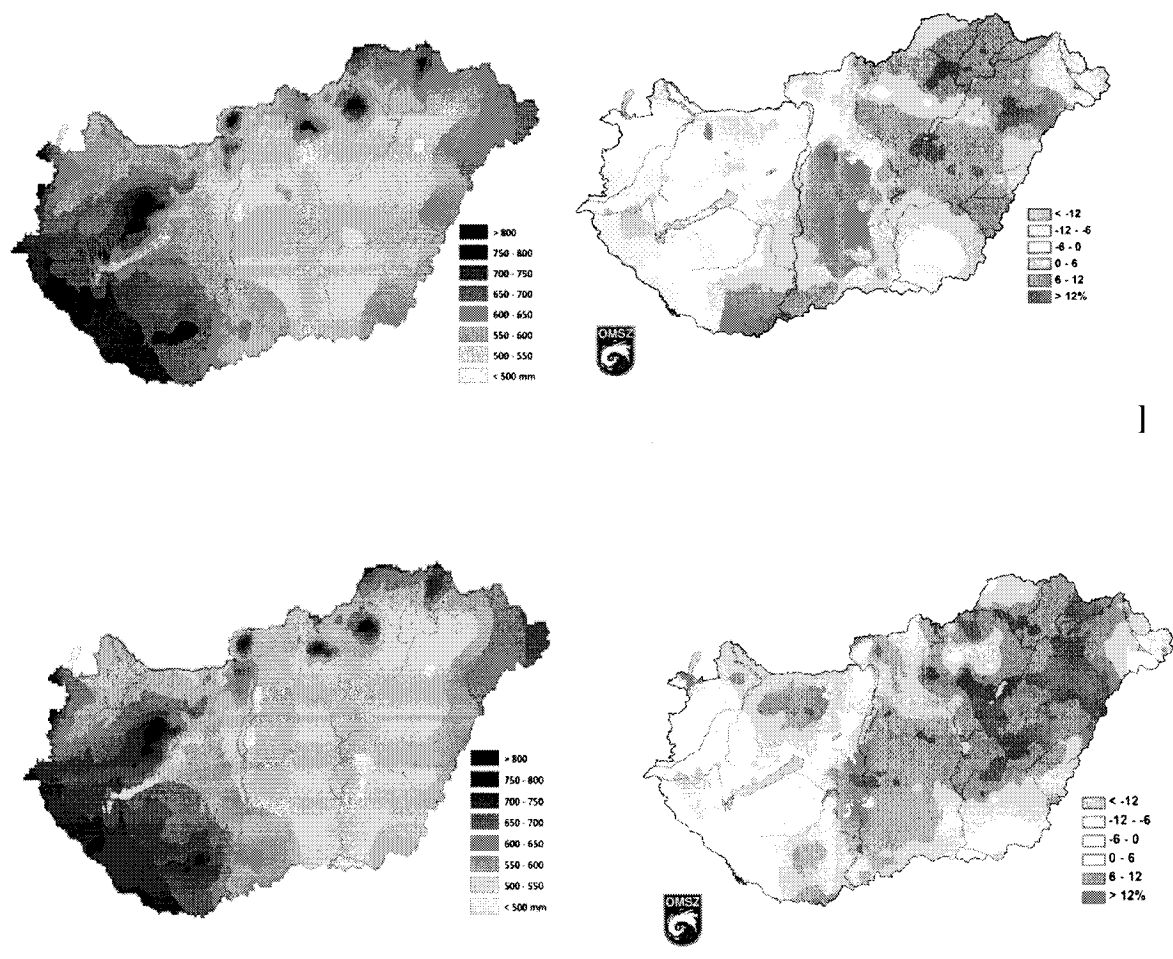 > 800
750 - 800
700 - 750
650 - 700
600 - 650
550 - 600
500 - 550
< 500 mm
< -12
-12 - -6
-6 - 0
0 - 6
6 - 12
> 12%
OMSZ
]
> 800
750 - 800
700 - 750
650 - 700
600 - 650
550 - 600
500 - 550
< 500 mm
< -12
-12 - -6
-6 - 0
0 - 6
6 - 12
> 12%
OMSZ